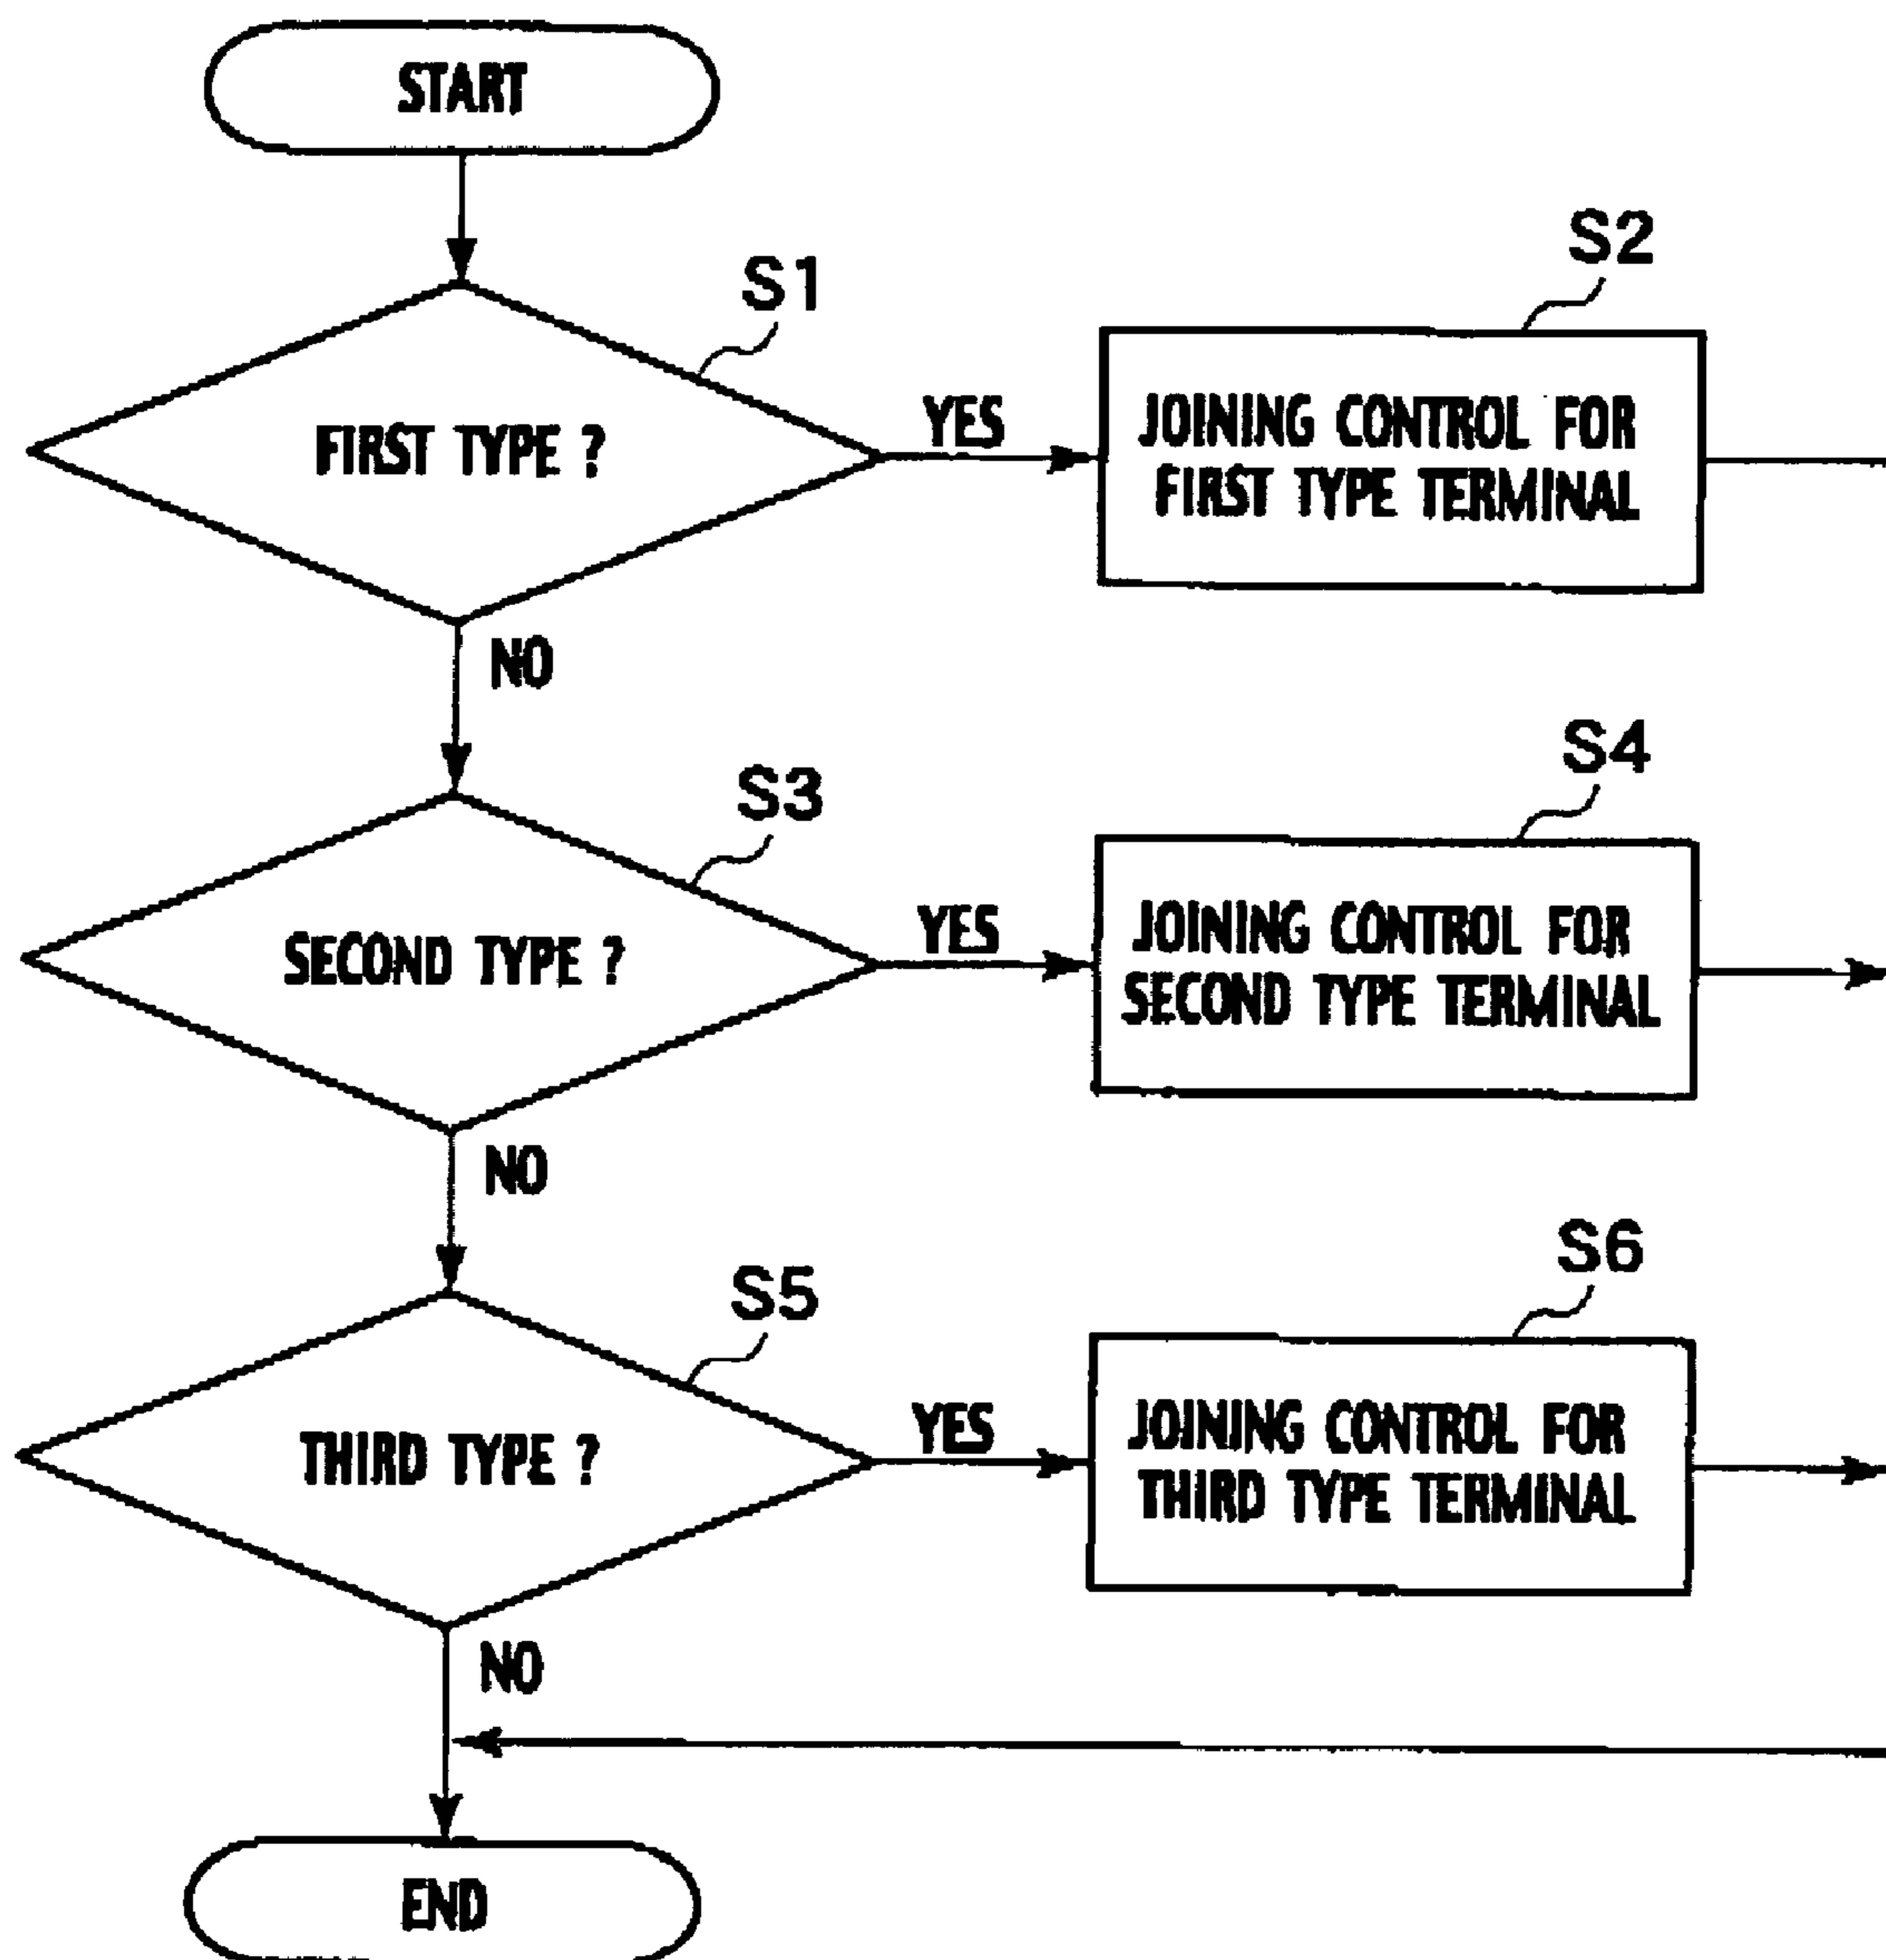 START
S1
FIRST TYPE ?
YES
S2
JOINING CONTROL FOR
FIRST TYPE TERMINAL
NO
S3
SECOND TYPE ?
YES
S4
JOINING CONTROL FOR
SECOND TYPE TERMINAL
NO
S5
THIRD TYPE ?
YES
S6
JOINING CONTROL FOR
THIRD TYPE TERMINAL
NO
END